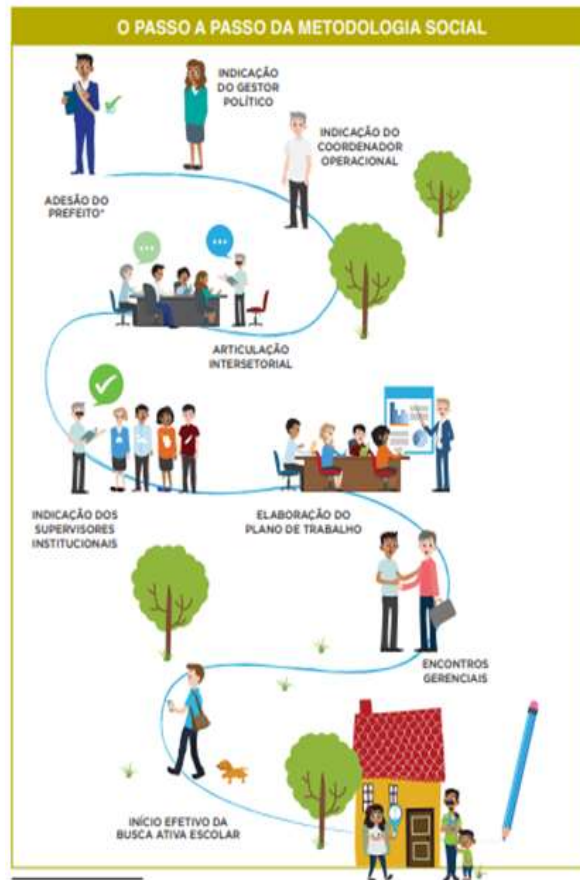 O PASSO A PASSO DA METODOLOGIA SOCIAL
INDICAÇÃO
DO GESTOR
POLÍTICO
INDICAÇÃO DO
COORDENADOR
OPERACIONAL
ADESÃO DO
PREFEITO*
ARTICULAÇÃO
INTERSETORIAL
INDICAÇÃO DOS
SUPERVISORES
INSTITUCIONAIS
ELABORAÇÃO DO
PLANO DE TRABALHO
ENCONTROS
GERENCIAIS
INÍCIO EFETIVO DA
BUSCA ATIVA ESCOLAR